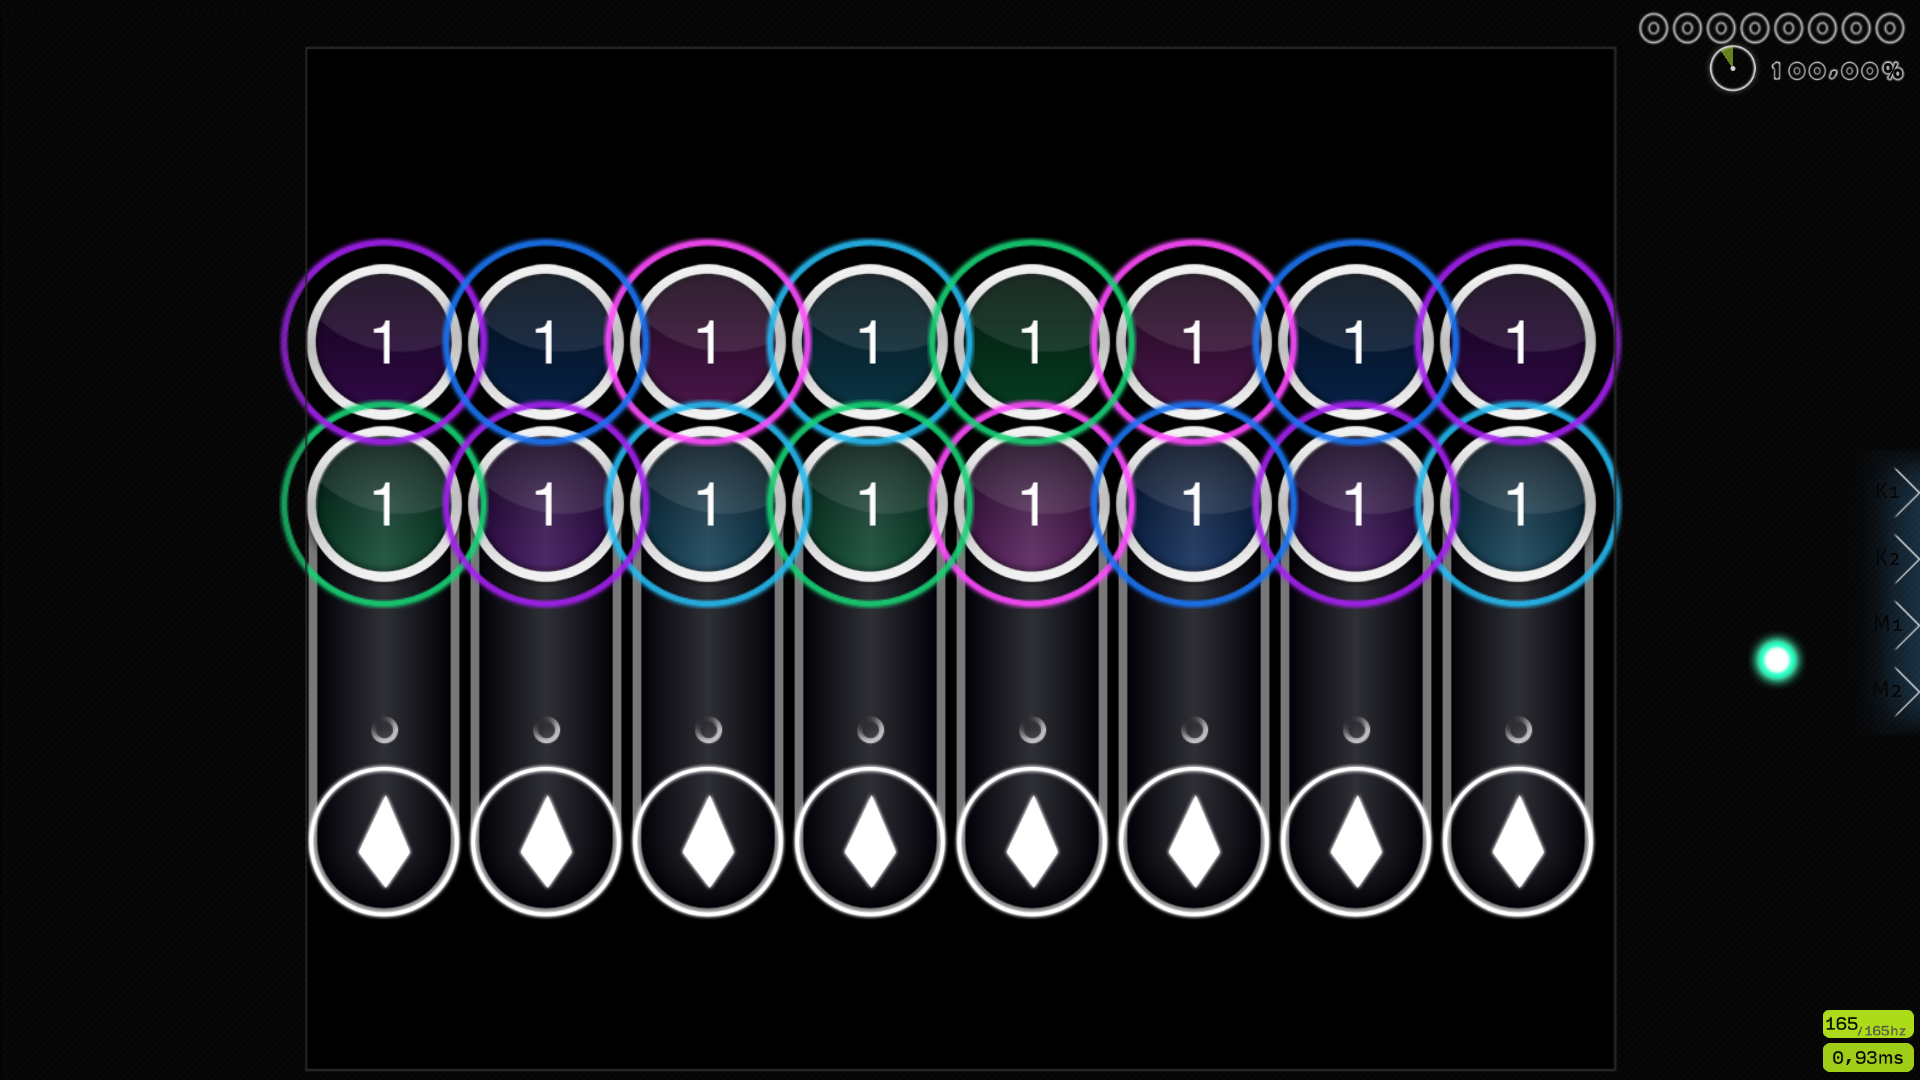 00000000
100,00%
1 1 1 1 1 1 1 1
1 1 1 1 1 1 1 1
K1
K2
M1
M2
165/165hz
0,93ms